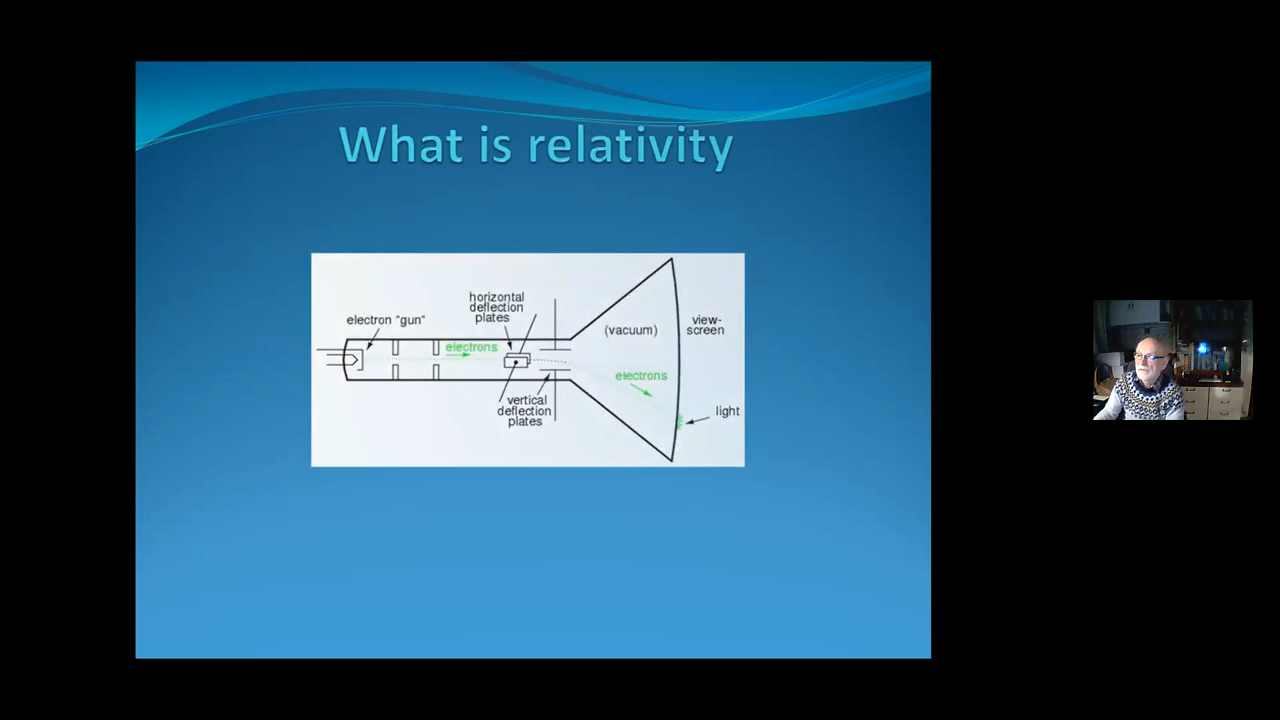 What is relativity
horizontal
deflection
plates
electron "gun"
electrons
(vacuum)
view-
screen
electrons
vertical
deflection
plates
light